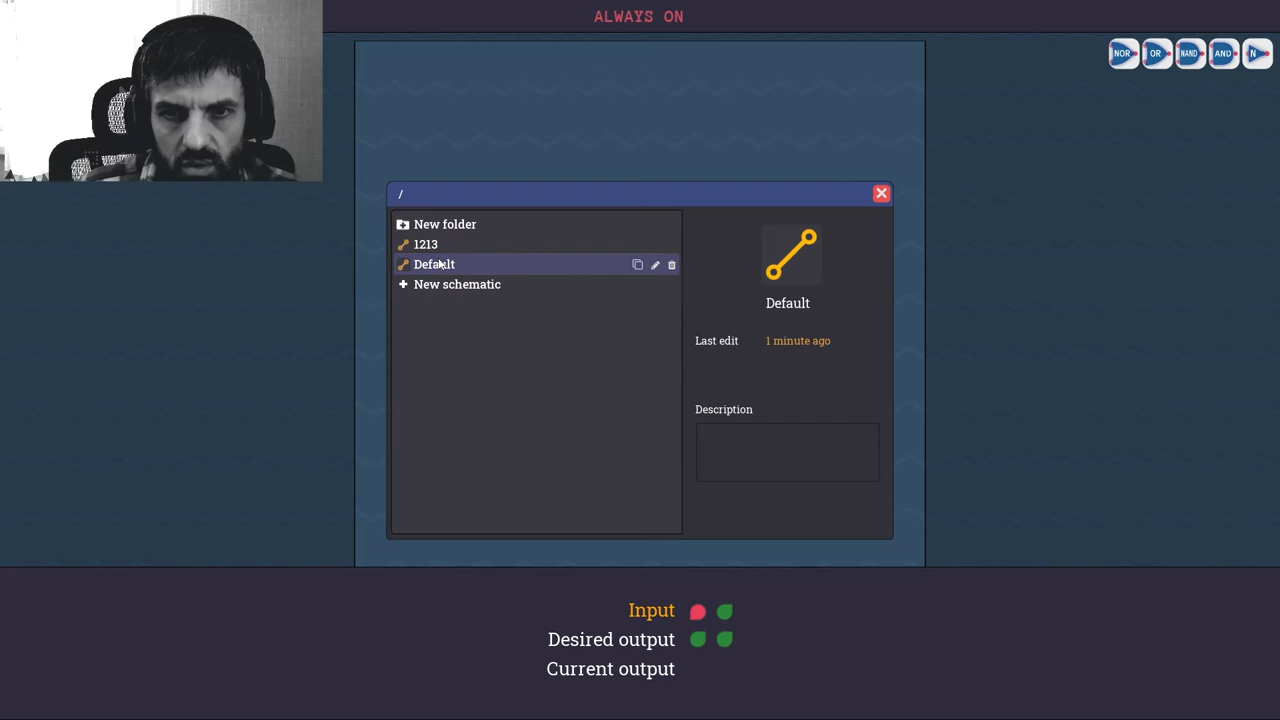 ALWAYS ON
NOR OR NAND AND N
/
New folder
1213
Default
New schematic
Default
Last edit 1 minute ago
Description
Input
Desired output
Current output